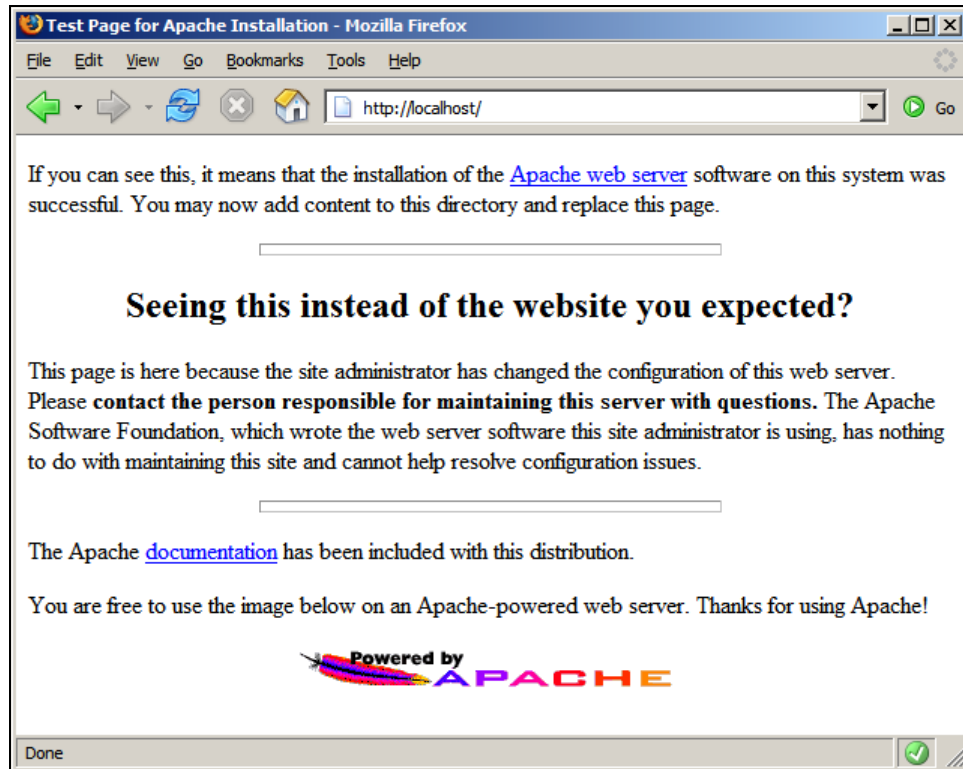 Test Page for Apache Installation - Mozilla Firefox
File Edit View Go Bookmarks Tools Help
http://localhost/ Go
If you can see this, it means that the installation of the Apache web server software on this system was
successful. You may now add content to this directory and replace this page.
Seeing this instead of the website you expected?
This page is here because the site administrator has changed the configuration of this web server.
Please contact the person responsible for maintaining this server with questions. The Apache
Software Foundation, which wrote the web server software this site administrator is using, has nothing
to do with maintaining this site and cannot help resolve configuration issues.
The Apache documentation has been included with this distribution.
You are free to use the image below on an Apache-powered web server. Thanks for using Apache!
Powered by
APACHE
Done